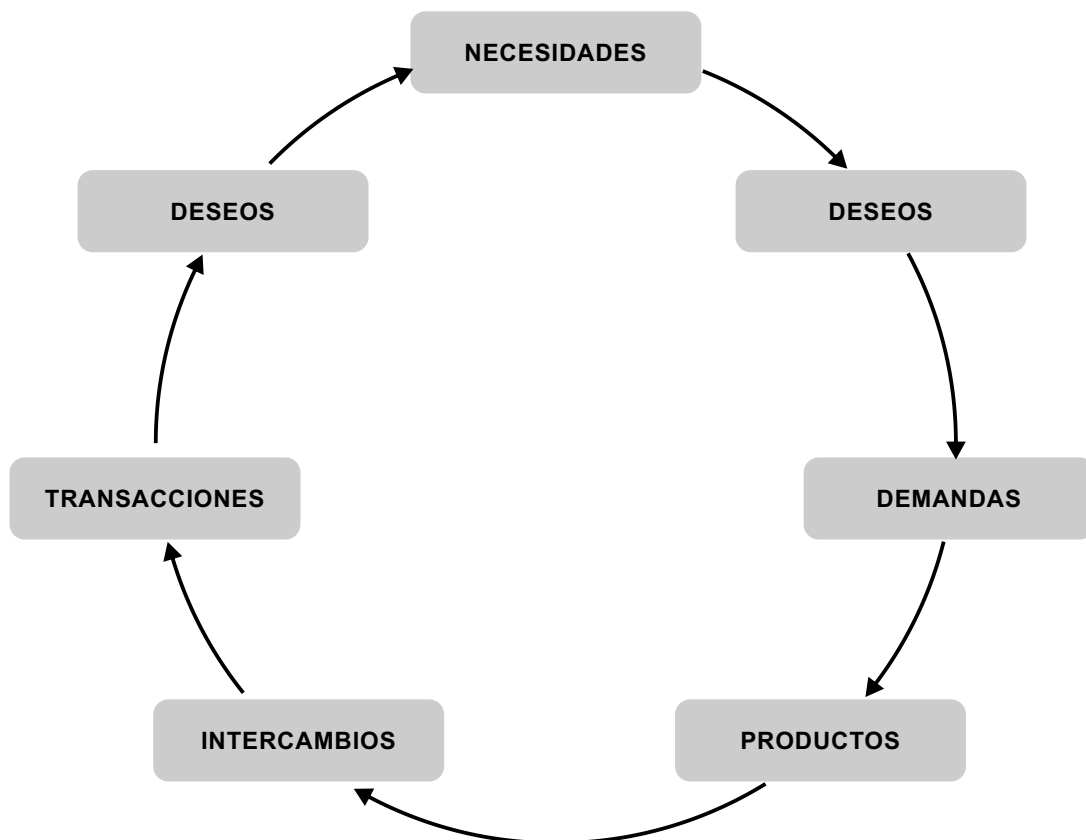 NECESIDADES
DESEOS
DESEOS
TRANSACCIONES
DEMANDAS
INTERCAMBIOS
PRODUCTOS